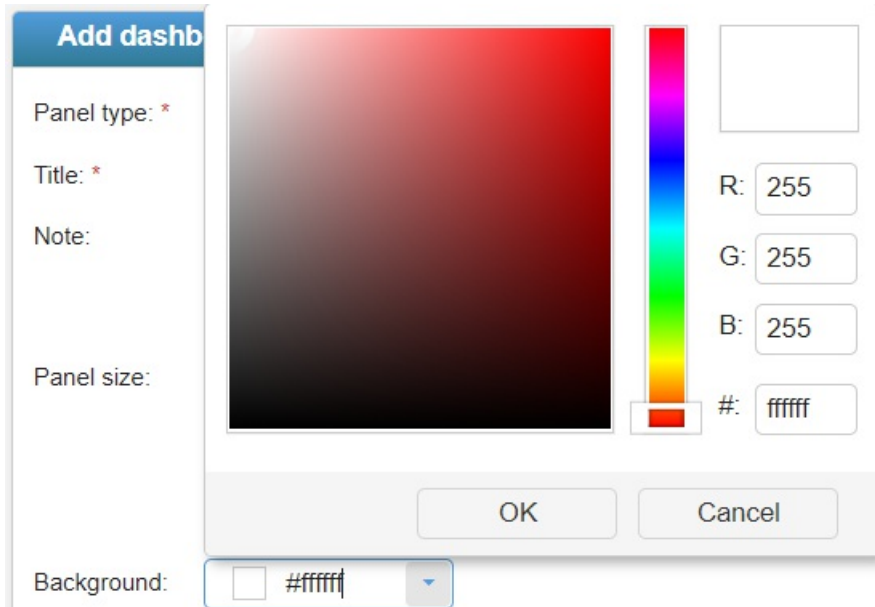 Add dashb
Panel type: *
Title: *
Note:
Panel size:
R: 255
G: 255
B: 255
#: ffffff
OK Cancel
Background: #ffffff